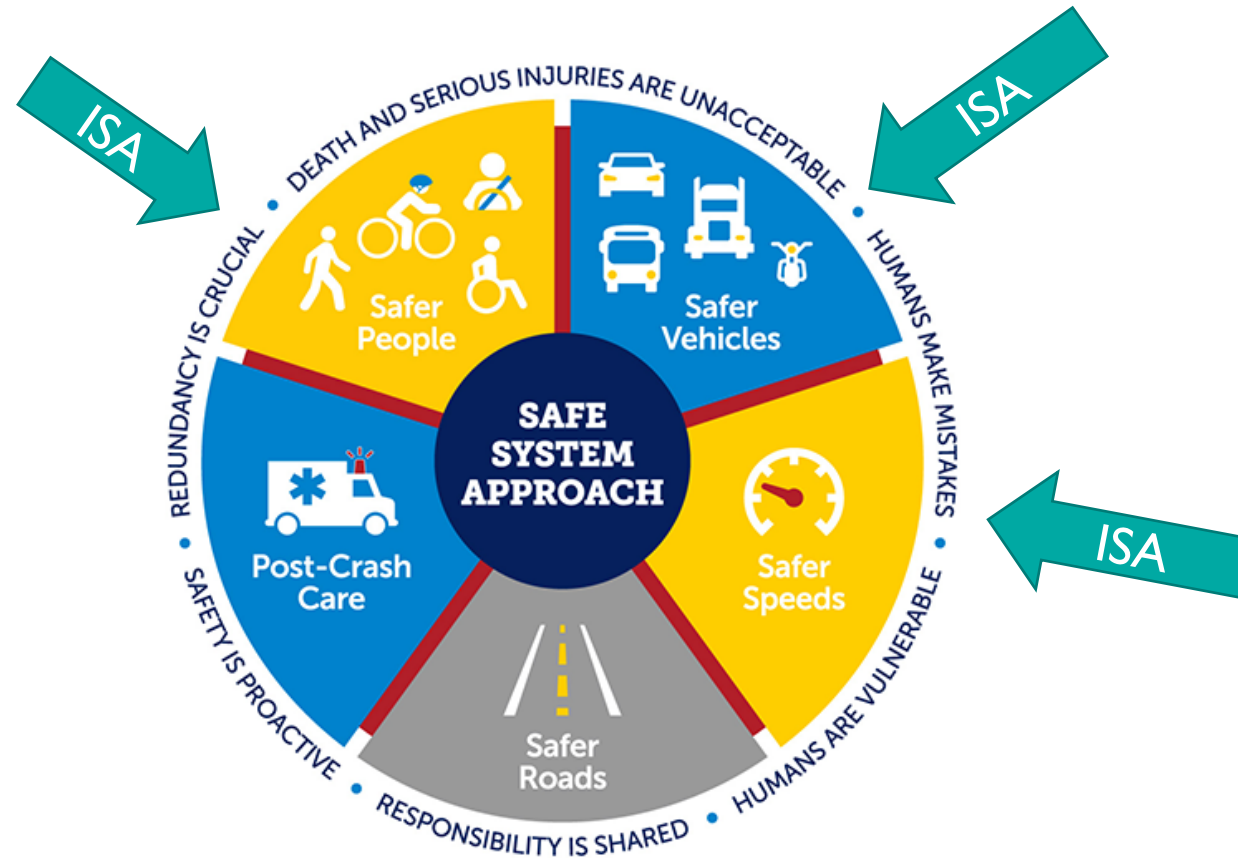 ISA
ISA
ISA
DEATH AND SERIOUS INJURIES ARE UNACCEPTABLE
HUMANS MAKE MISTAKES
HUMANS ARE VULNERABLE
RESPONSIBILITY IS SHARED
SAFETY IS PROACTIVE
REDUNDANCY IS CRUCIAL
Safer
People
Safer
Vehicles
SAFE
SYSTEM
APPROACH
Post-Crash
Care
Safer
Speeds
Safer
Roads